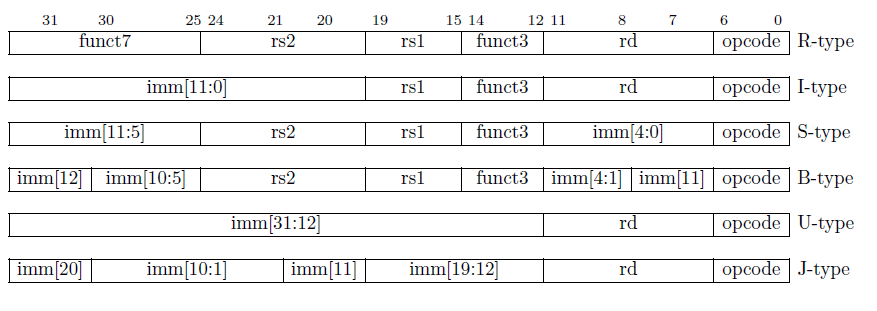 31 30 25 24 21 20 19 15 14 12 11 8 7 6 0
funct7 rs2 rs1 funct3 rd opcode R-type
imm[11:0] rs1 funct3 rd opcode I-type
imm[11:5] rs2 rs1 funct3 imm[4:0] opcode S-type
imm[12] imm[10:5] rs2 rs1 funct3 imm[4:1] imm[11] opcode B-type
imm[31:12] rd opcode U-type
imm[20] imm[10:1] imm[11] imm[19:12] rd opcode J-type